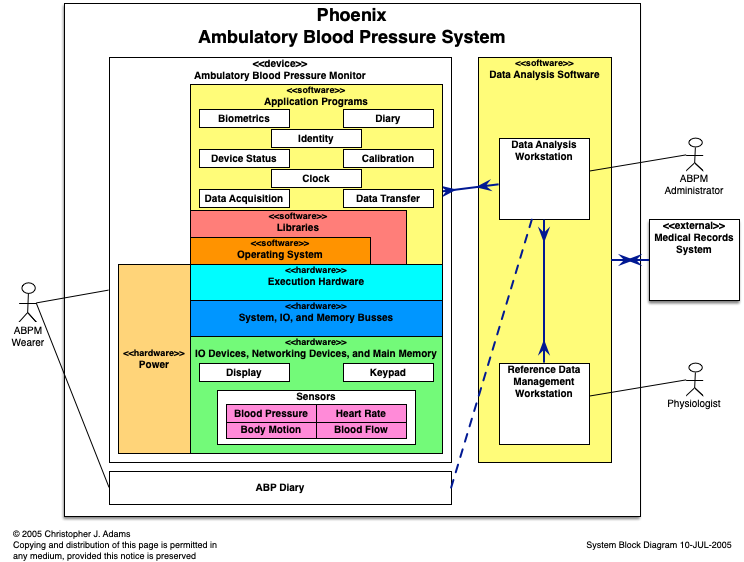 Phoenix
Ambulatory Blood Pressure System
<<device>>
Ambulatory Blood Pressure Monitor
<<software>>
Application Programs
Biometrics
Diary
Identity
Device Status
Calibration
Clock
Data Acquisition
Data Transfer
<<software>>
Libraries
<<software>>
Operating System
<<hardware>>
Execution Hardware
<<hardware>>
System, IO, and Memory Busses
<<hardware>>
IO Devices, Networking Devices, and Main Memory
Display
Keypad
Sensors
Blood Pressure
Heart Rate
Body Motion
Blood Flow
<<hardware>>
Power
ABP Diary
<<software>>
Data Analysis Software
Data Analysis
Workstation
Reference Data
Management
Workstation
ABPM
Wearer
ABPM
Administrator
<<external>>
Medical Records
System
Physiologist
© 2005 Christopher J. Adams
Copying and distribution of this page is permitted in
any medium, provided this notice is preserved
System Block Diagram 10-JUL-2005